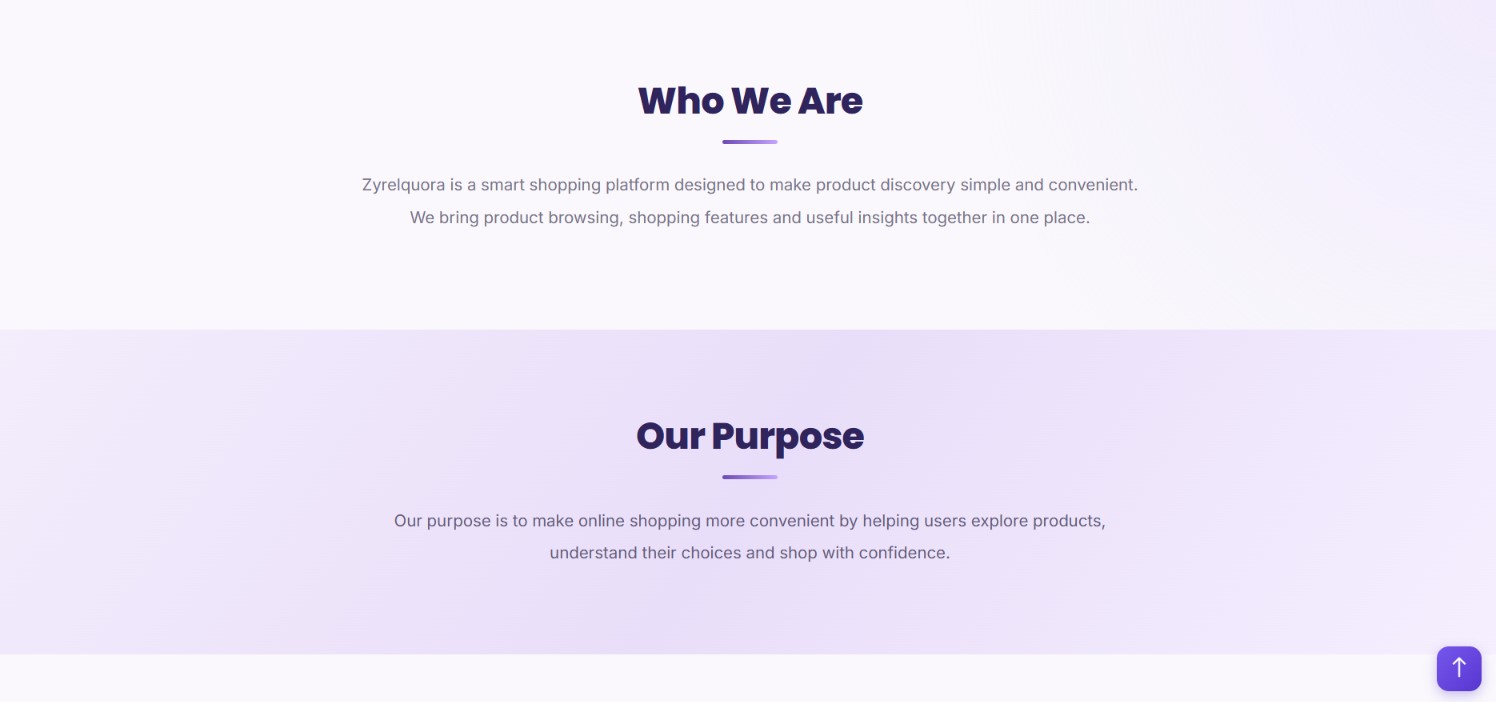 Who We Are
Zyrelquora is a smart shopping platform designed to make product discovery simple and convenient.
We bring product browsing, shopping features and useful insights together in one place.
Our Purpose
Our purpose is to make online shopping more convenient by helping users explore products,
understand their choices and shop with confidence.